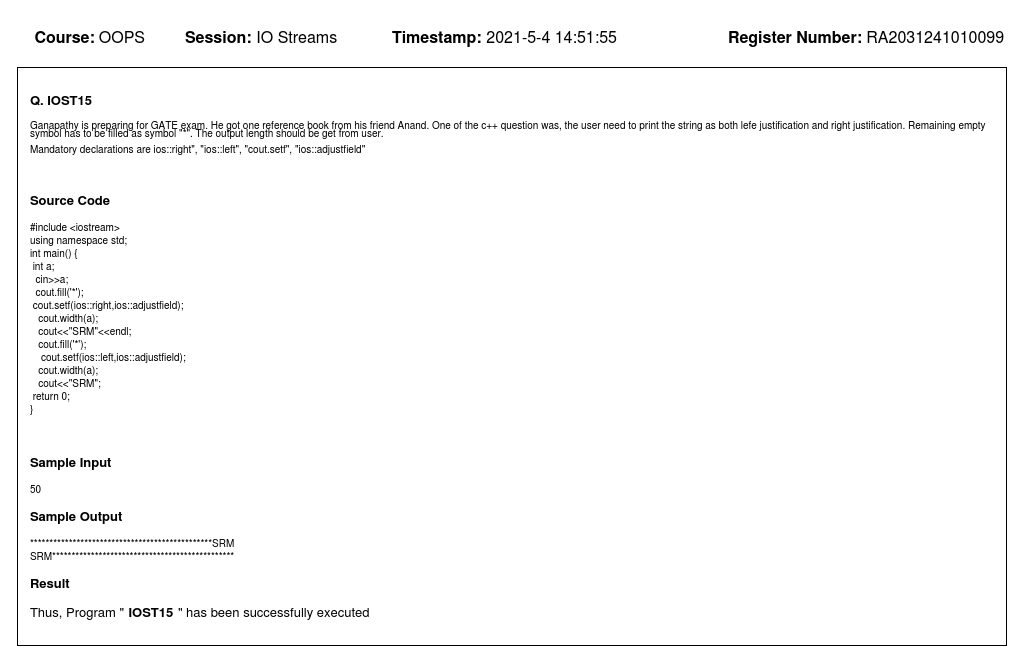 Course: OOPS Session: IO Streams Timestamp: 2021-5-4 14:51:55 Register Number: RA2031241010099
Q. IOST15
Ganapathy is preparing for GATE exam. He got one reference book from his friend Anand. One of the c++ question was, the user need to print the string as both lefe justification and right justification. Remaining empty
symbol has to be filled as symbol "*". The output length should be get from user.
Mandatory declarations are ios::right", "ios::left", "cout.setf", "ios::adjustfield"
Source Code
#include <iostream>
using namespace std;
int main() {
int a;
cin>>a;
cout.fill('*');
cout.setf(ios::right,ios::adjustfield);
cout.width(a);
cout<<"SRM"<<endl;
cout.fill('*');
cout.setf(ios::left,ios::adjustfield);
cout.width(a);
cout<<"SRM";
return 0;
}
Sample Input
50
Sample Output
***********************************************SRM
SRM***********************************************
Result
Thus, Program " IOST15 " has been successfully executed